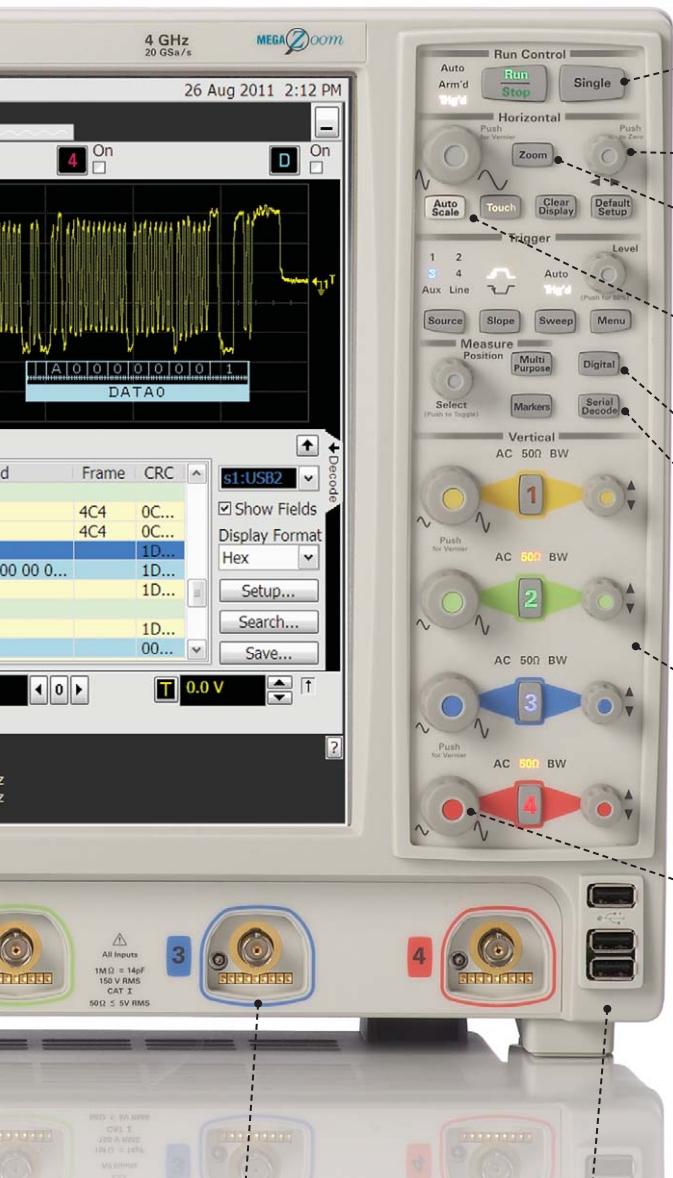 4 GHz
20 GSa/s
MEGA Zoom
26 Aug 2011 2:12 PM
4 On
D On
A 0 0 0 0 0 0 0 1
DATA0
T
Decode
d Frame CRC
s1:USB2
4C4 0C...
Show Fields
4C4 0C...
Display Format
1D...
Hex
00 00 0... 1D...
1D...
Setup...
Search...
1D...
00...
Save...
0
T 0.0 V
?
z
z
Run Control
Auto
Arm'd
Trig'd
Run
Stop
Single
Horizontal
Push
for Vernier
Zoom
Push
to Zero
Auto
Scale
Touch
Clear
Display
Default
Setup
Trigger
Level
1 2
3 4
Aux Line
Auto
Trig'd
(Push for 50%)
Source Slope Sweep Menu
Measure
Position
Multi
Purpose
Digital
Select
(Push to Toggle)
Markers
Serial
Decode
Vertical
AC 50Ω BW
1
Push
for Vernier
AC 50Ω BW
2
AC 50Ω BW
3
Push
for Vernier
AC 50Ω BW
4
All Inputs
1MΩ = 14pF
150 V RMS
CAT I
50Ω ≤ 5V RMS
3
4